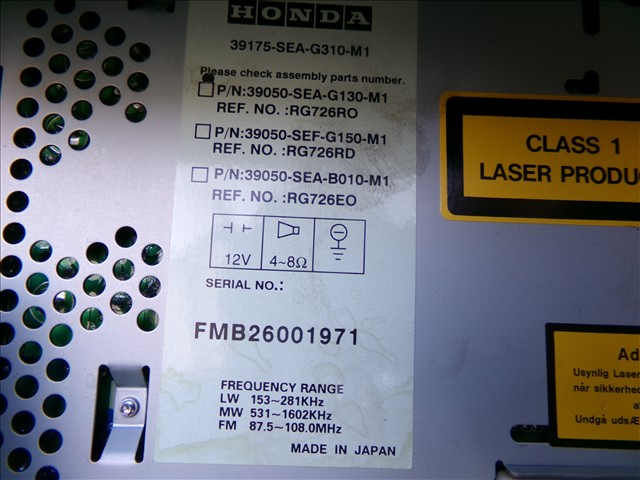 HONDA
39175-SEA-G310-M1
Please check assembly parts number.
P/N:39050-SEA-G130-M1
REF. NO. :RG726RO
P/N:39050-SEF-G150-M1
REF. NO. :RG726RD
P/N:39050-SEA-B010-M1
REF. NO. :RG726EO
12V 4~8Ω
SERIAL NO.:
FMB26001971
FREQUENCY RANGE
LW 153~281KHz
MW 531~1602KHz
FM 87.5~108.0MHz
MADE IN JAPAN
CLASS 1
LASER PRODUC
Ad
Usynlig Laser
når sikkerhed
Undgå udsÆ